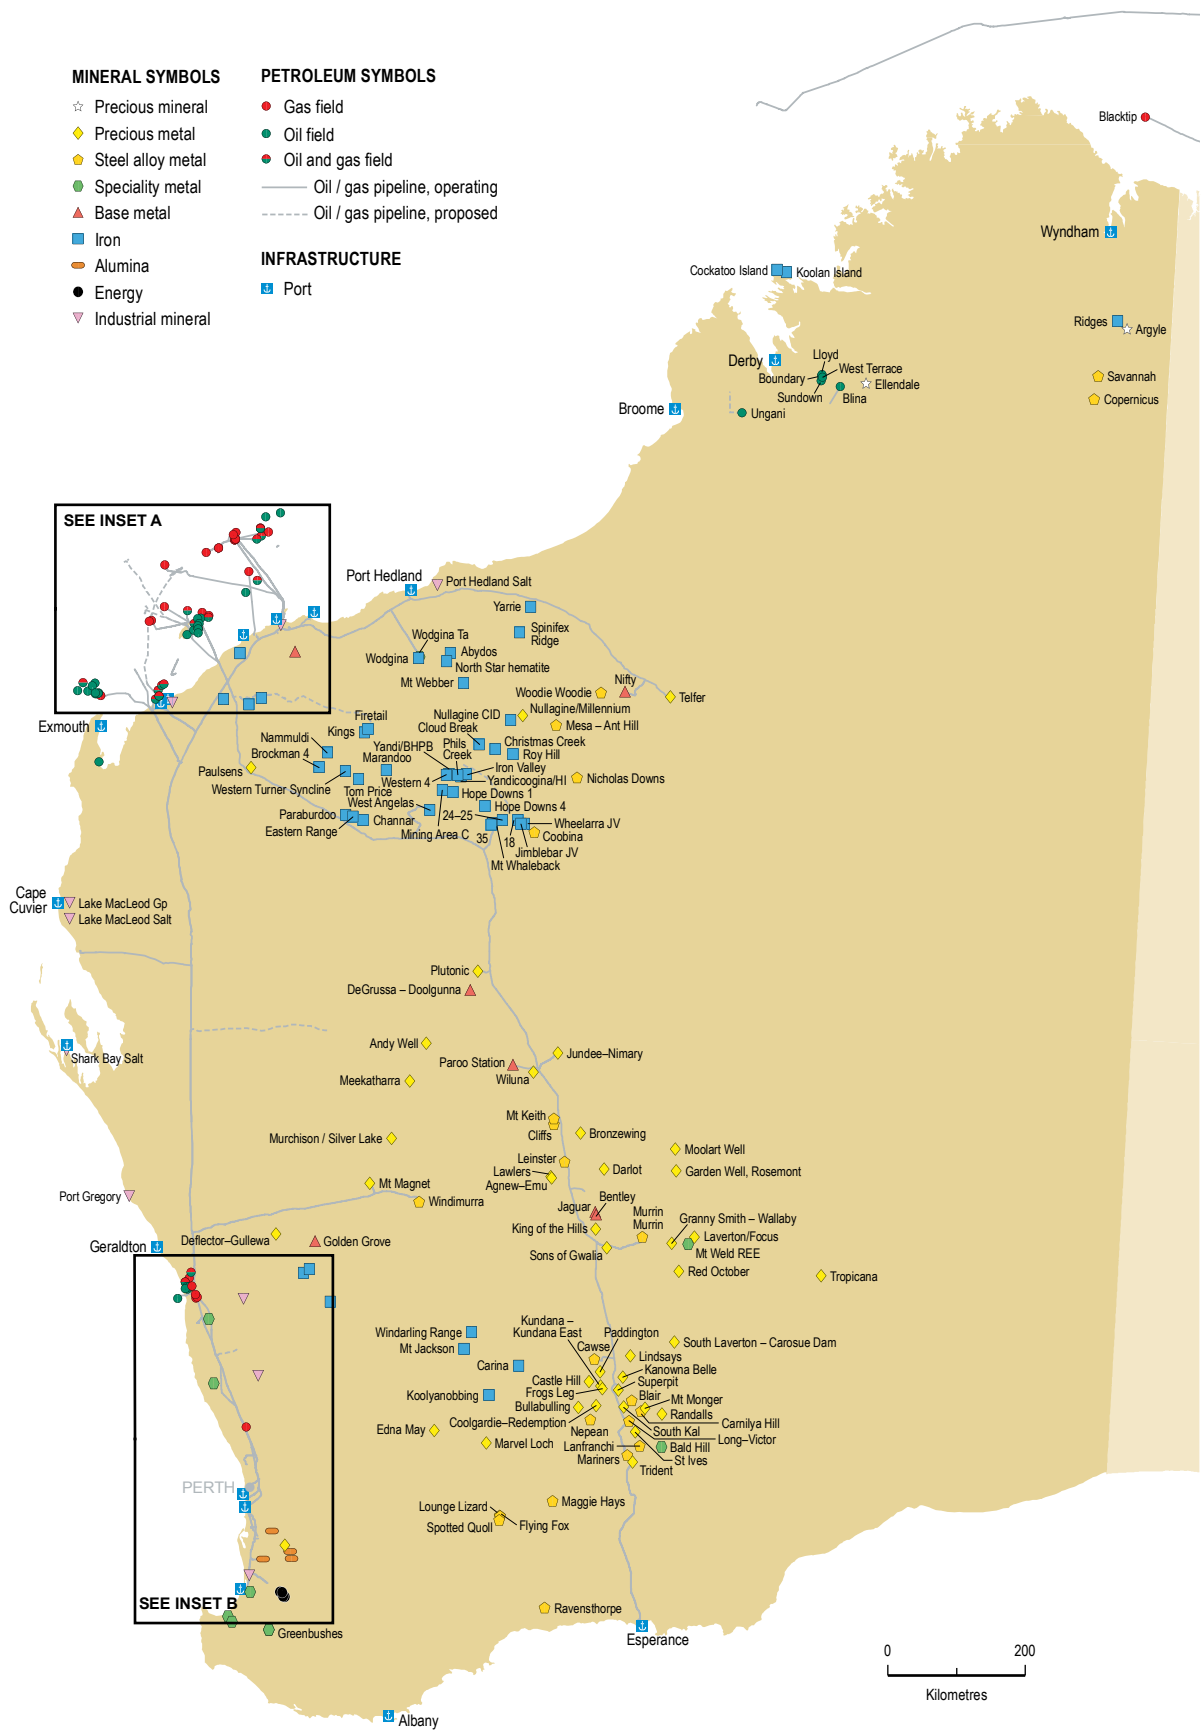 MINERAL SYMBOLS
Precious mineral
Precious metal
Steel alloy metal
Speciality metal
Base metal
Iron
Alumina
Energy
Industrial mineral
PETROLEUM SYMBOLS
Gas field
Oil field
Oil and gas field
Oil / gas pipeline, operating
Oil / gas pipeline, proposed
INFRASTRUCTURE
Port
Blacktip
Wyndham
Cockatoo Island
Koolan Island
Ridges
Argyle
Derby
Lloyd
West Terrace
Boundary
Ellendale
Sundown
Blina
Savannah
Copernicus
Broome
Ungani
SEE INSET A
Port Hedland
Port Hedland Salt
Yarrie
Spinifex
Ridge
Wodgina Ta
Wodgina
Abydos
North Star hematite
Mt Webber
Nifty
Woodie Woodie
Telfer
Nullagine/Millennium
Nullagine CID
Mesa – Ant Hill
Exmouth
Firetail
Kings
Cloud Break
Nammuldi
Yandi/BHPB
Phils
Creek
Christmas Creek
Roy Hill
Brockman 4
Marandoo
Iron Valley
Paulsens
Western 4
Yandicoogina/HI
Nicholas Downs
Western Turner Syncline
Tom Price
Hope Downs 1
West Angelas
Hope Downs 4
Paraburdoo
24–25
Channar
Wheelarra JV
Eastern Range
Mining Area C
35
18
Coobina
Jimblebar JV
Mt Whaleback
Cape
Cuvier
Lake MacLeod Gp
Lake MacLeod Salt
Plutonic
DeGrussa – Doolgunna
Shark Bay Salt
Andy Well
Jundee–Nimary
Paroo Station
Wiluna
Meekatharra
Mt Keith
Cliffs
Bronzewing
Murchison / Silver Lake
Moolart Well
Leinster
Lawlers
Agnew–Emu
Darlot
Garden Well, Rosemont
Mt Magnet
Port Gregory
Windimurra
Bentley
Jaguar
Murrin
Murrin
Granny Smith – Wallaby
King of the Hills
Laverton/Focus
Deflector–Gullewa
Golden Grove
Geraldton
Sons of Gwalia
Mt Weld REE
Red October
Tropicana
Kundana –
Kundana East
Paddington
Windarling Range
Mt Jackson
Cawse
South Laverton – Carosue Dam
Lindsays
Carina
Kanowna Belle
Castle Hill
Superpit
Frogs Leg
Koolyanobbing
Blair
Mt Monger
Bullabulling
Randalls
Coolgardie–Redemption
Carnilya Hill
Edna May
Nepean
South Kal
Long–Victor
Marvel Loch
Lanfranchi
Bald Hill
Mariners
St Ives
Trident
PERTH
Maggie Hays
Lounge Lizard
Spotted Quoll
Flying Fox
SEE INSET B
Ravensthorpe
Greenbushes
Esperance
0
200
Kilometres
Albany